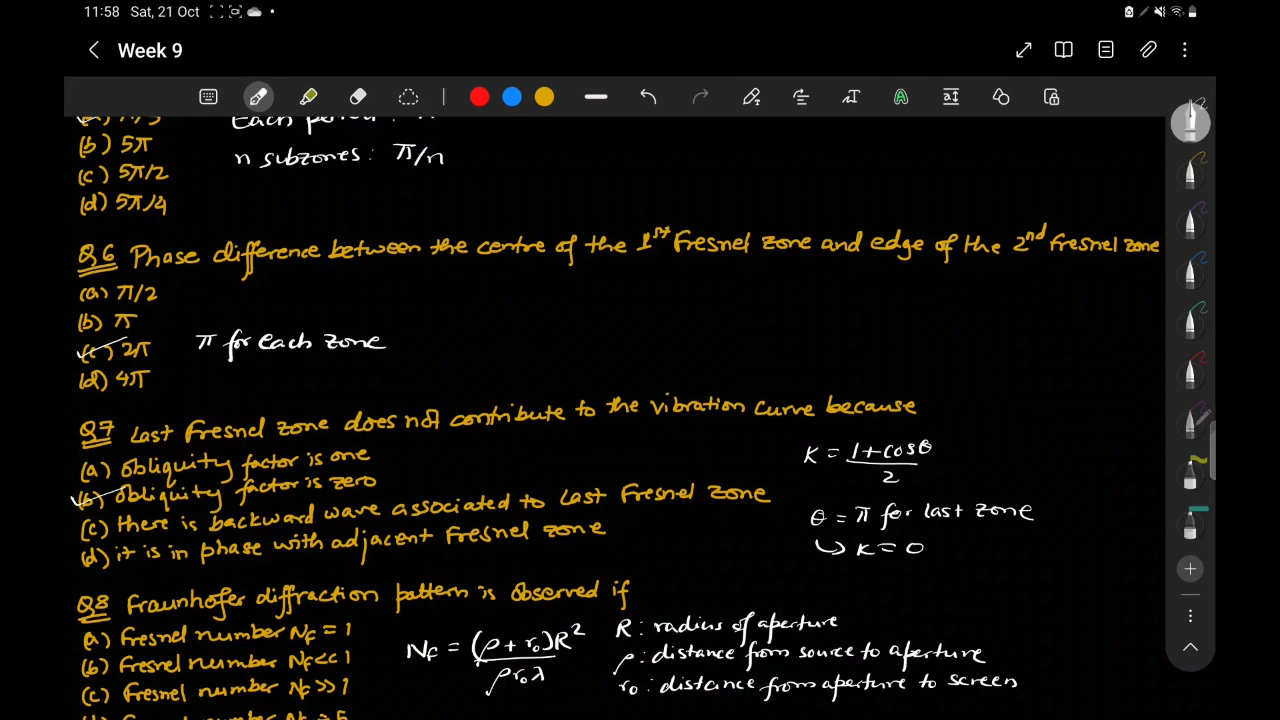 11:58 Sat, 21 Oct
Week 9
(a) π/5
Each period : π
(b) 5π
n subzones: π/n
(c) 5π/2
(d) 5π/4
Q6 Phase difference between the centre of the 1st Fresnel zone and edge of the 2nd fresnel zone
(a) π/2
(b) π
(c) 2π
π for each zone
(d) 4π
Q7 Last Fresnel zone does not contribute to the vibration curve because
(a) obliquity factor is one
(b) obliquity factor is zero
(c) there is backward wave associated to last Fresnel zone
(d) it is in phase with adjacent Fresnel zone
K = 1+cosθ / 2
θ = π for last zone
↳ K = 0
Q8 Fraunhofer diffraction pattern is observed if
(a) Fresnel number NF = 1
(b) Fresnel number NF << 1
(c) Fresnel number NF >> 1
NF = (ρ + r0)R² / ρr0λ
R : radius of aperture
ρ : distance from source to aperture
r0 : distance from aperture to screen